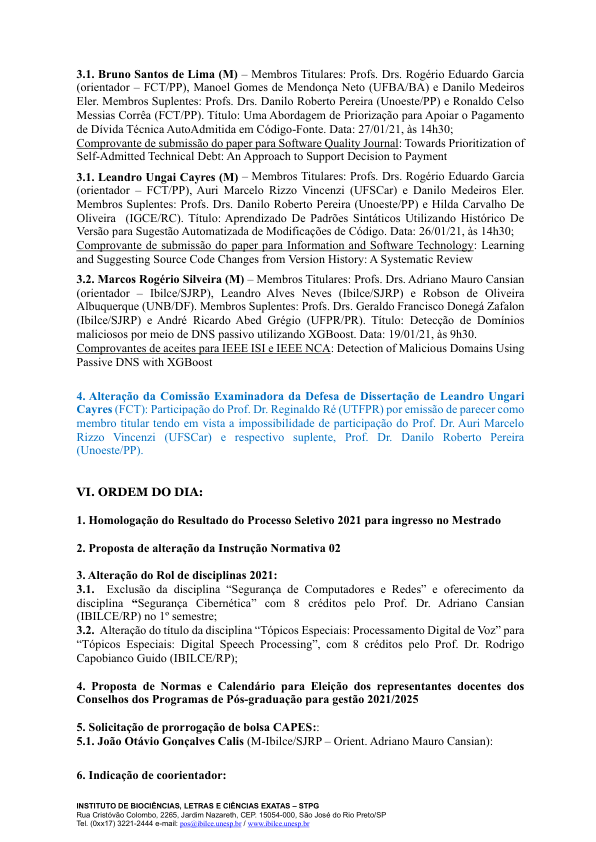 3.1. Bruno Santos de Lima (M) – Membros Titulares: Profs. Drs. Rogério Eduardo Garcia
(orientador – FCT/PP), Manoel Gomes de Mendonça Neto (UFBA/BA) e Danilo Medeiros
Eler. Membros Suplentes: Profs. Drs. Danilo Roberto Pereira (Unoeste/PP) e Ronaldo Celso
Messias Corrêa (FCT/PP). Título: Uma Abordagem de Priorização para Apoiar o Pagamento
de Dívida Técnica AutoAdmitida em Código-Fonte. Data: 27/01/21, às 14h30;
Comprovante de submissão do paper para Software Quality Journal: Towards Prioritization of
Self-Admitted Technical Debt: An Approach to Support Decision to Payment
3.1. Leandro Ungai Cayres (M) – Membros Titulares: Profs. Drs. Rogério Eduardo Garcia
(orientador – FCT/PP), Auri Marcelo Rizzo Vincenzi (UFSCar) e Danilo Medeiros Eler.
Membros Suplentes: Profs. Drs. Danilo Roberto Pereira (Unoeste/PP) e Hilda Carvalho De
Oliveira (IGCE/RC). Título: Aprendizado De Padrões Sintáticos Utilizando Histórico De
Versão para Sugestão Automatizada de Modificações de Código. Data: 26/01/21, às 14h30;
Comprovante de submissão do paper para Information and Software Technology: Learning
and Suggesting Source Code Changes from Version History: A Systematic Review
3.2. Marcos Rogério Silveira (M) – Membros Titulares: Profs. Drs. Adriano Mauro Cansian
(orientador – Ibilce/SJRP), Leandro Alves Neves (Ibilce/SJRP) e Robson de Oliveira
Albuquerque (UNB/DF). Membros Suplentes: Profs. Drs. Geraldo Francisco Donegá Zafalon
(Ibilce/SJRP) e André Ricardo Abed Grégio (UFPR/PR). Título: Detecção de Domínios
maliciosos por meio de DNS passivo utilizando XGBoost. Data: 19/01/21, às 9h30.
Comprovantes de aceites para IEEE ISI e IEEE NCA: Detection of Malicious Domains Using
Passive DNS with XGBoost
4. Alteração da Comissão Examinadora da Defesa de Dissertação de Leandro Ungari
Cayres (FCT): Participação do Prof. Dr. Reginaldo Ré (UTFPR) por emissão de parecer como
membro titular tendo em vista a impossibilidade de participação do Prof. Dr. Auri Marcelo
Rizzo Vincenzi (UFSCar) e respectivo suplente, Prof. Dr. Danilo Roberto Pereira
(Unoeste/PP).
VI. ORDEM DO DIA:
1. Homologação do Resultado do Processo Seletivo 2021 para ingresso no Mestrado
2. Proposta de alteração da Instrução Normativa 02
3. Alteração do Rol de disciplinas 2021:
3.1. Exclusão da disciplina “Segurança de Computadores e Redes” e oferecimento da
disciplina “Segurança Cibernética” com 8 créditos pelo Prof. Dr. Adriano Cansian
(IBILCE/RP) no 1º semestre;
3.2. Alteração do título da disciplina “Tópicos Especiais: Processamento Digital de Voz” para
“Tópicos Especiais: Digital Speech Processing”, com 8 créditos pelo Prof. Dr. Rodrigo
Capobianco Guido (IBILCE/RP);
4. Proposta de Normas e Calendário para Eleição dos representantes docentes dos
Conselhos dos Programas de Pós-graduação para gestão 2021/2025
5. Solicitação de prorrogação de bolsa CAPES::
5.1. João Otávio Gonçalves Calis (M-Ibilce/SJRP – Orient. Adriano Mauro Cansian):
6. Indicação de coorientador:
INSTITUTO DE BIOCIÊNCIAS, LETRAS E CIÊNCIAS EXATAS – STPG
Rua Cristóvão Colombo, 2265, Jardim Nazareth, CEP. 15054-000, São José do Rio Preto/SP
Tel. (0xx17) 3221-2444 e-mail: pos@ibilce.unesp.br / www.ibilce.unesp.br